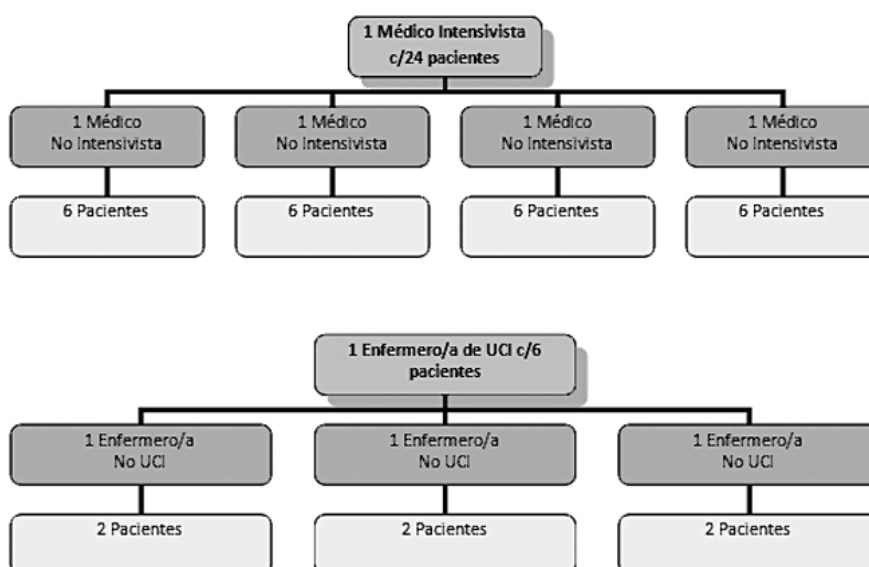 1 Médico Intensivista
c/24 pacientes
1 Médico
No Intensivista
1 Médico
No Intensivista
1 Médico
No Intensivista
1 Médico
No Intensivista
6 Pacientes
6 Pacientes
6 Pacientes
6 Pacientes
1 Enfermero/a de UCI c/6
pacientes
1 Enfermero/a
No UCI
1 Enfermero/a
No UCI
1 Enfermero/a
No UCI
2 Pacientes
2 Pacientes
2 Pacientes